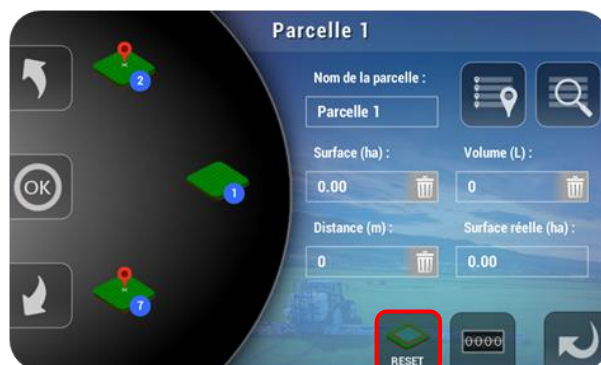 Parcelle 1
2
Nom de la parcelle :
Parcelle 1
OK
1
Surface (ha) :
Volume (L) :
0.00
0
Distance (m) :
Surface réelle (ha) :
0
0.00
7
RESET
0000